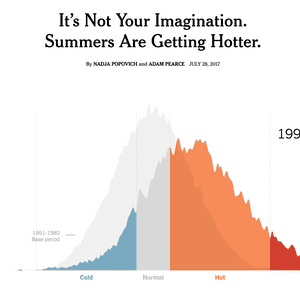 It’s Not Your Imagination.
Summers Are Getting Hotter.
By NADJA POPOVICH and ADAM PEARCE JULY 28, 2017
199
1951-1980
Base period
Cold
Normal
Hot